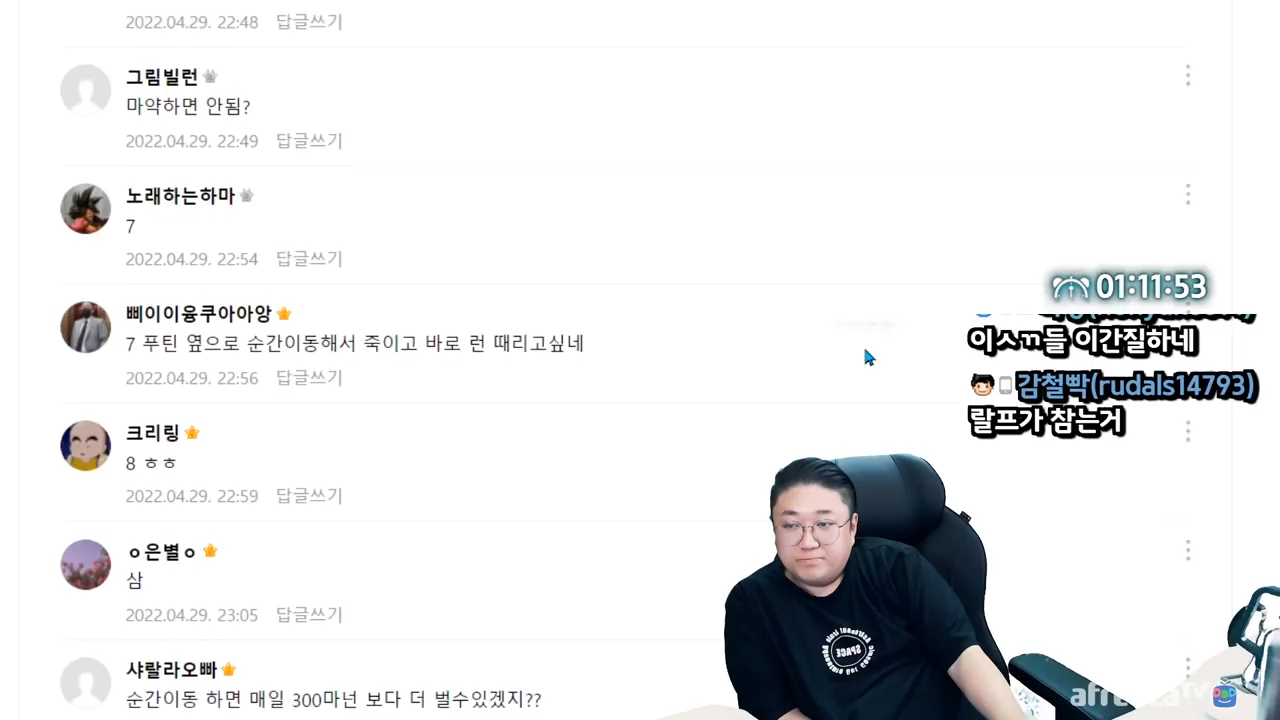 2022.04.29. 22:48 답글쓰기
그림빌런
마약하면 안됨?
2022.04.29. 22:49 답글쓰기
노래하는하마
7
2022.04.29. 22:54 답글쓰기
삐이이융쿠아아앙
7 푸틴 옆으로 순간이동해서 죽이고 바로 런 때리고싶네
2022.04.29. 22:56 답글쓰기
크리링
8 ㅎㅎ
2022.04.29. 22:59 답글쓰기
ㅇ은별ㅇ
삼
2022.04.29. 23:05 답글쓰기
샤랄라오빠
순간이동 하면 매일 300마넌 보다 더 벌수있겠지??
01:11:53
이ㅅㄲ들 이간질하네
감철빡(rudals14793)
랄프가 참는거
SPACE
afreecaTV